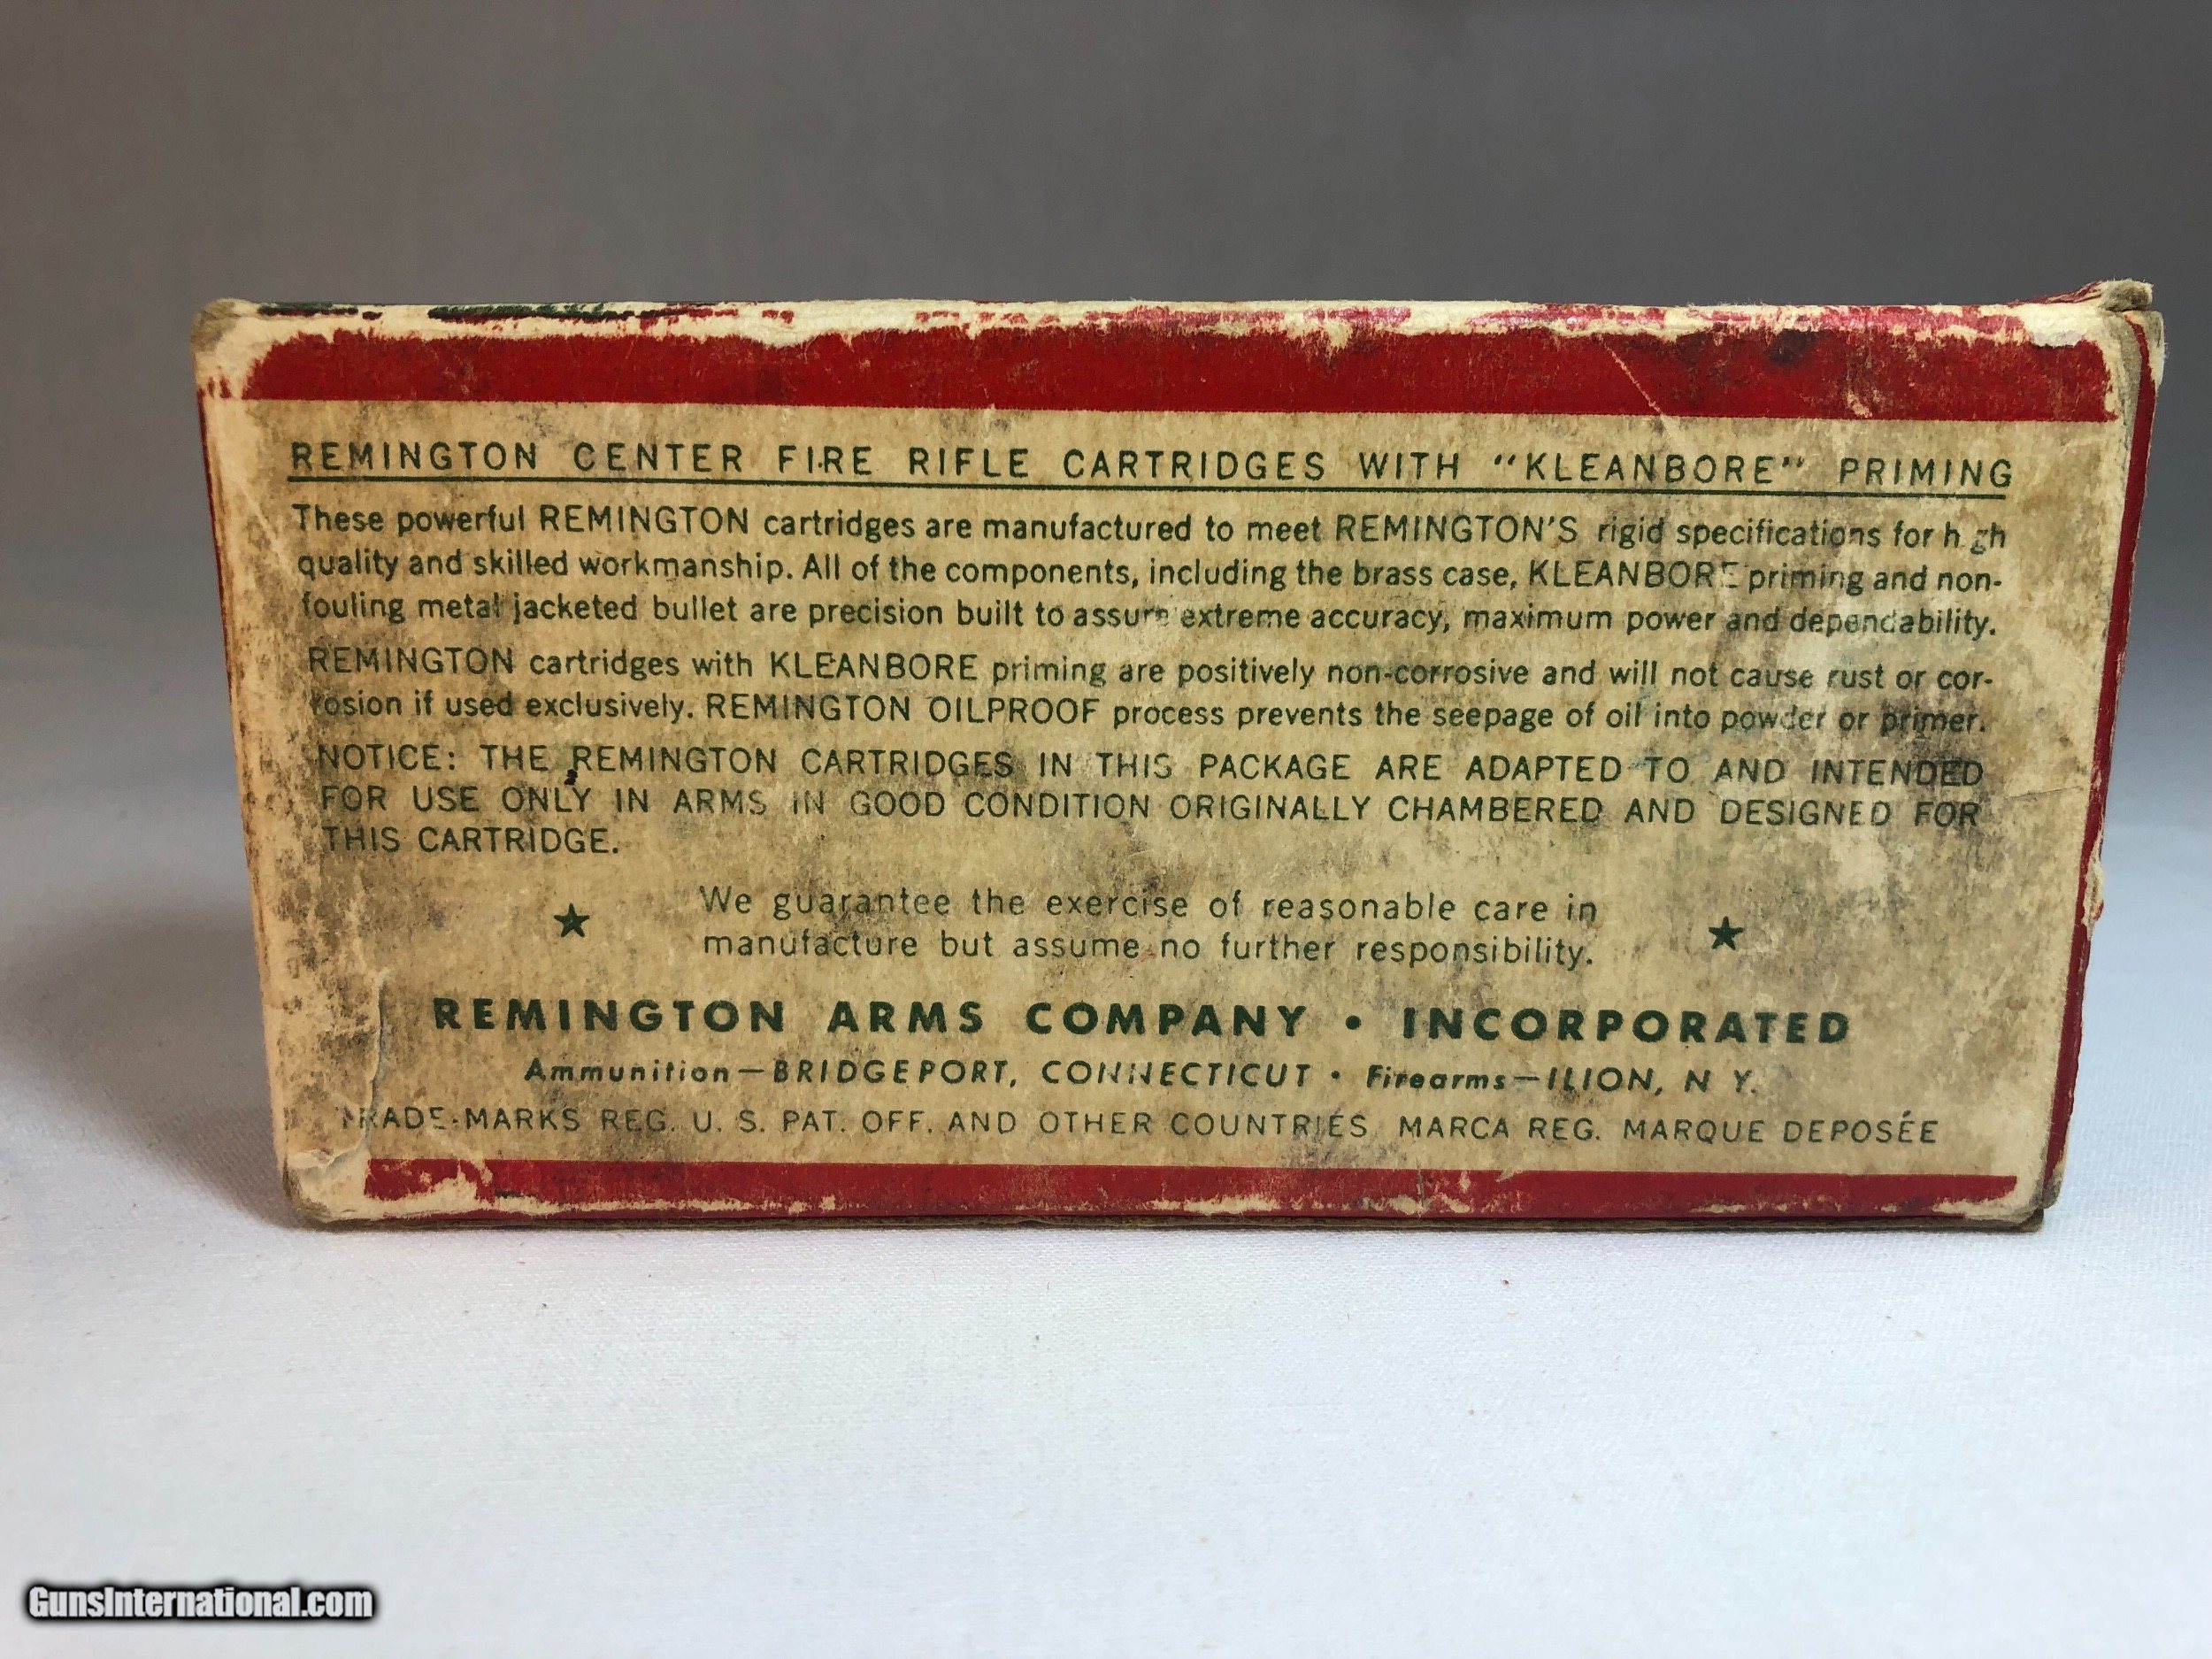 REMINGTON CENTER FIRE RIFLE CARTRIDGES WITH "KLEANBORE" PRIMING
These powerful REMINGTON cartridges are manufactured to meet REMINGTON'S rigid specifications for high
quality and skilled workmanship. All of the components, including the brass case, KLEANBORE priming and non-
fouling metal jacketed bullet are precision built to assure extreme accuracy, maximum power and dependability.
REMINGTON cartridges with KLEANBORE priming are positively non-corrosive and will not cause rust or cor-
rosion if used exclusively. REMINGTON OILPROOF process prevents the seepage of oil into powder or primer.
NOTICE: THE REMINGTON CARTRIDGES IN THIS PACKAGE ARE ADAPTED TO AND INTENDED
FOR USE ONLY IN ARMS IN GOOD CONDITION ORIGINALLY CHAMBERED AND DESIGNED FOR
THIS CARTRIDGE.
We guarantee the exercise of reasonable care in
manufacture but assume no further responsibility.
REMINGTON ARMS COMPANY • INCORPORATED
Ammunition—BRIDGEPORT, CONNECTICUT • Firearms—ILION, N. Y.
TRADE-MARKS REG. U. S. PAT. OFF. AND OTHER COUNTRIES MARCA REG. MARQUE DEPOSÉE
GunsInternational.com